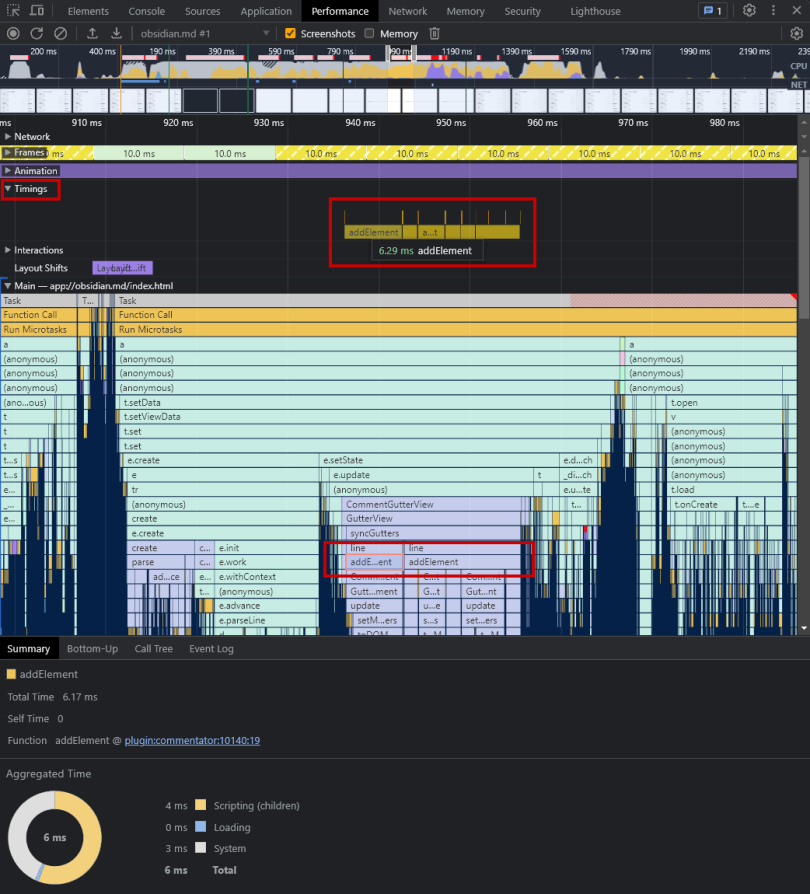 Elements Console Sources Application Performance Network Memory Security Lighthouse 1
obsidian.md #1 Screenshots Memory
200 ms 400 ms 190 ms 390 ms 590 ms 790 ms 990 ms 1190 ms 1390 ms 1590 ms 1790 ms 1990 ms 2190
CPU
NET
ms 910 ms 920 ms 930 ms 940 ms 950 ms 960 ms 970 ms 980 ms
Network
Frames ms 10.0 ms 10.0 ms 10.0 ms 10.0 ms 10.0 ms 10.0 ms 10.0 ms 10.0 ms
Animation
Timings
addElement a...t
6.29 ms addElement
Interactions
Layout Shifts
Main — app://obsidian.md/index.html
Task T... Task
Function Call Function Call
Run Microtasks Run Microtasks
a a a
(anonymous) (anonymous) (anonymous)
(anonymous) (anonymous) (anonymous)
(anonymous) (anonymous) (anonymous)
(ano...ous) t.setData t.open
t t.setViewData v
t t.set (anonymous)
t t.set (anonymous)
t...s e.create e.setState e.d...ch (anonymous)
t...s e e.update t _di...ch (anonymous)
e... tr (anonymous) e.u...te t.load
_... (anonymous) CommentGutterView t... t.onCreate t...e
e... create GutterView
e.create syncGutters
create c... e.init line line
parse c... e.work addE...ent addElement
ad...ce e... e.withContext Comm...ent C...t Com...nt
t... (anonymous) Gutt...ment G...t Gut...nt
e.advance update u...e update
e.parseLine setM...ers s...s set...ers
toDOM t...M t...M
Summary Bottom-Up Call Tree Event Log
addElement
Total Time 6.17 ms
Self Time 0
Function addElement @ plugin:commentator:10140:19
Aggregated Time
6 ms
4 ms Scripting (children)
0 ms Loading
3 ms System
6 ms Total